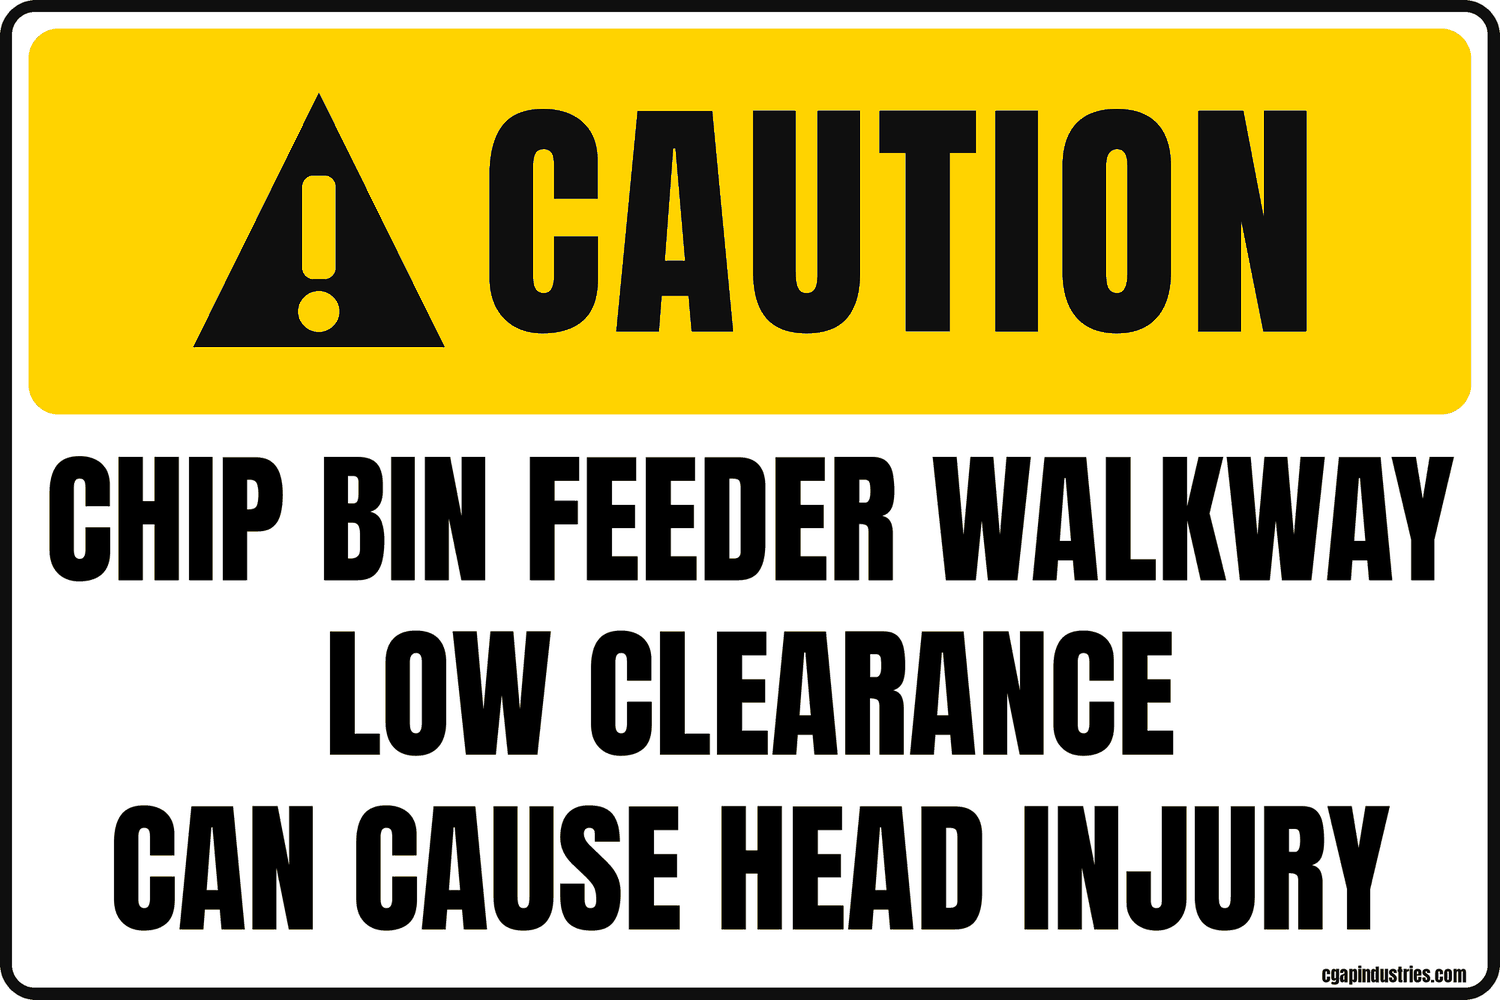 CAUTION
CHIP BIN FEEDER WALKWAY
LOW CLEARANCE
CAN CAUSE HEAD INJURY
cgapindustries.com